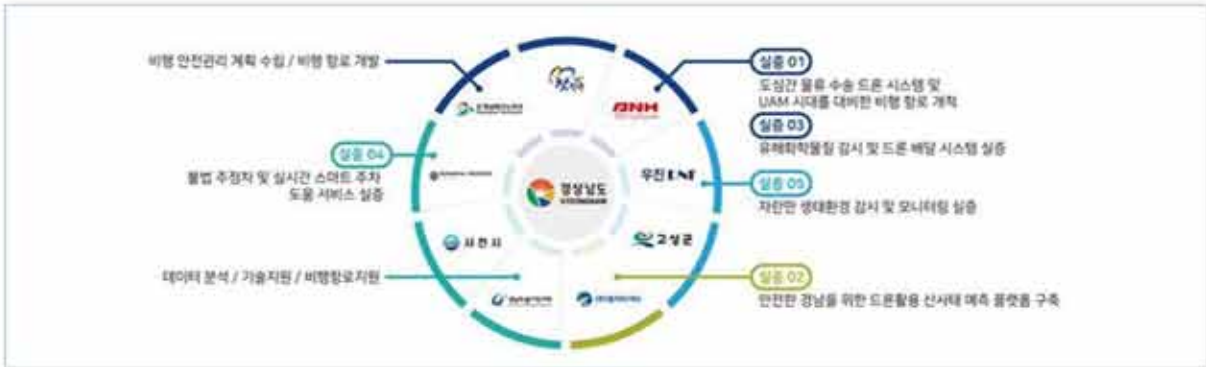 비행 안전관리 계획 수립 / 비행 항로 개발
실증 04
불법 주정차 및 실시간 스마트 주차
도움 서비스 실증
데이터 분석 / 기술지원 / 비행항로지원
ANH
우진 UNF
고성군
사천시
경상남도
실증 01
도심간 물류 수송 드론 시스템 및
UAM 시대를 대비한 비행 항로 개척
실증 03
유해화학물질 감시 및 드론 배달 시스템 실증
실증 05
자란만 생태환경 감시 및 모니터링 실증
실증 02
안전한 경남을 위한 드론활용 산사태 예측 플랫폼 구축